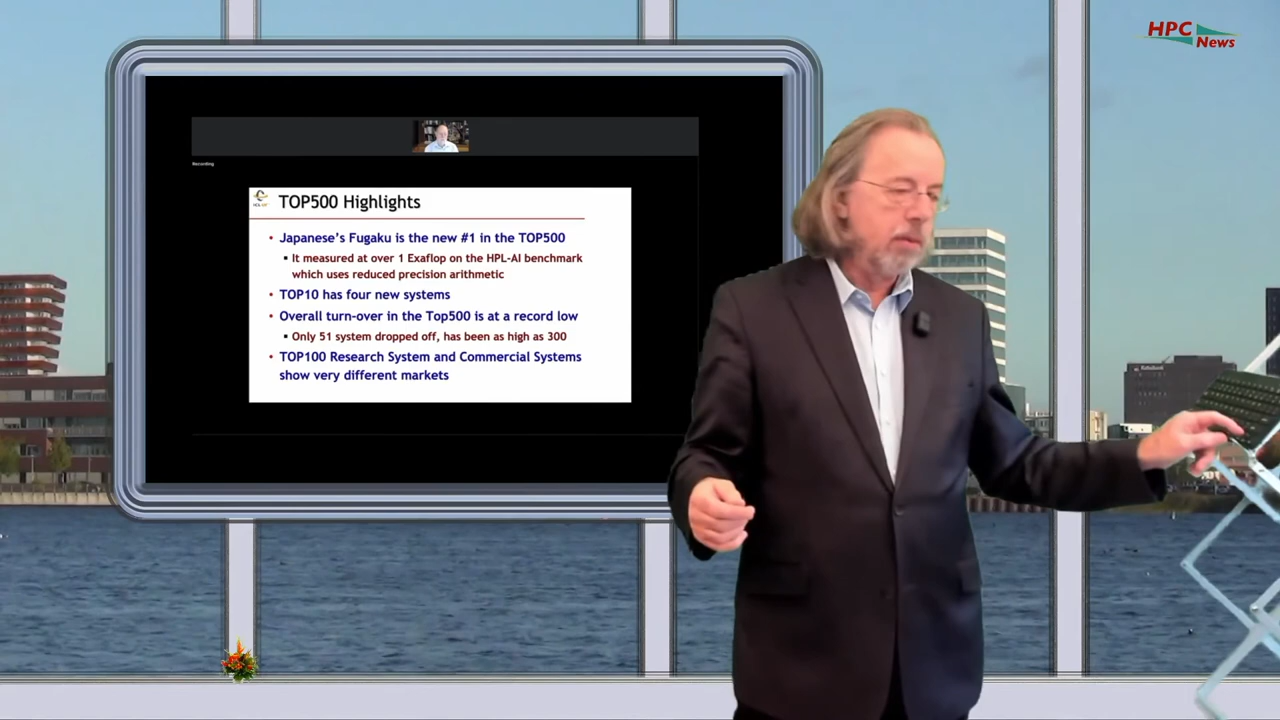 HPC
News
Recording
TOP500 Highlights
• Japanese's Fugaku is the new #1 in the TOP500
▪ It measured at over 1 Exaflop on the HPL-AI benchmark
which uses reduced precision arithmetic
• TOP10 has four new systems
• Overall turn-over in the Top500 is at a record low
▪ Only 51 system dropped off, has been as high as 300
• TOP100 Research System and Commercial Systems
show very different markets